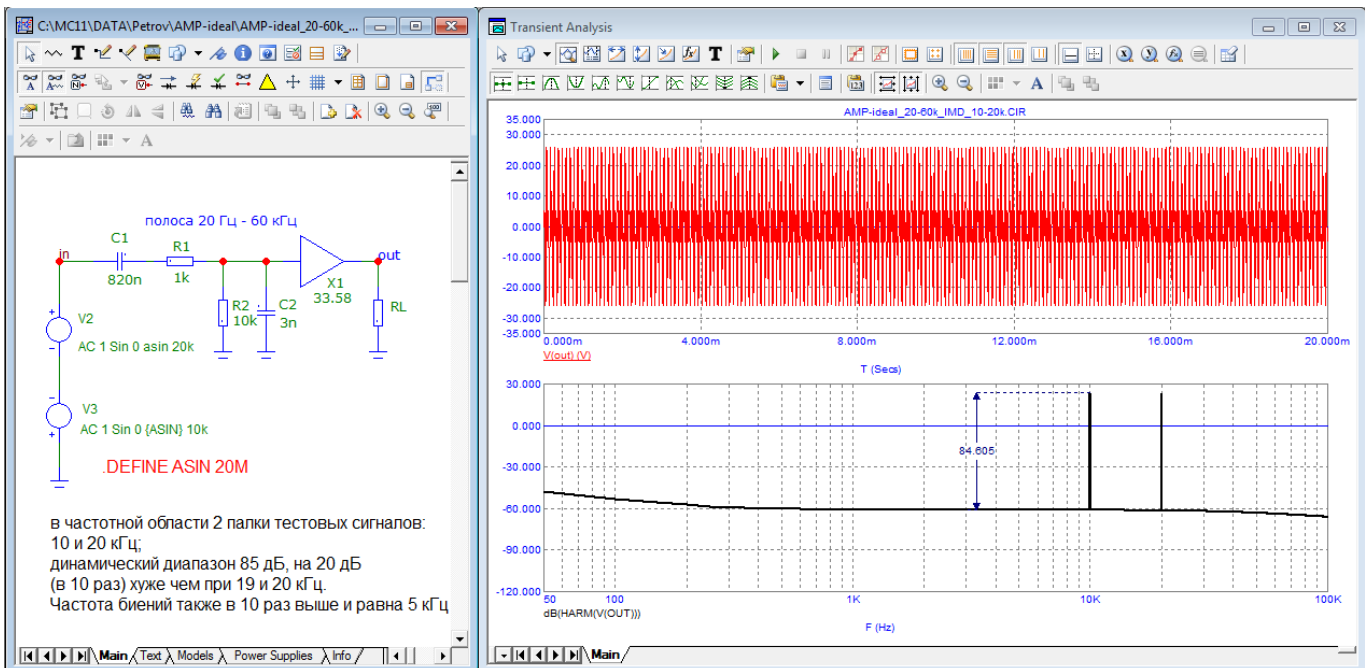 C:\MC11\DATA\Petrov\AMP-ideal\AMP-ideal_20-60k_...
полоса 20 Гц - 60 кГц
in
C1
820n
R1
1k
R2
10k
C2
3n
X1
33.58
out
RL
V2
AC 1 Sin 0 asin 20k
V3
AC 1 Sin 0 {ASIN} 10k
.DEFINE ASIN 20M
в частотной области 2 палки тестовых сигналов:
10 и 20 кГц;
динамический диапазон 85 дБ, на 20 дБ
(в 10 раз) хуже чем при 19 и 20 кГц.
Частота биений также в 10 раз выше и равна 5 кГц
Main Text Models Power Supplies Info
Transient Analysis
AMP-ideal_20-60k_IMD_10-20k.CIR
35.000
30.000
20.000
10.000
0.000
-10.000
-20.000
-30.000
-35.000
0.000m 4.000m 8.000m 12.000m 16.000m 20.000m
V(out) (V)
T (Secs)
30.000
0.000
-30.000
-60.000
-90.000
-120.000
84.605
50 100 1K 10K 100K
dB(HARM(V(OUT)))
F (Hz)
Main